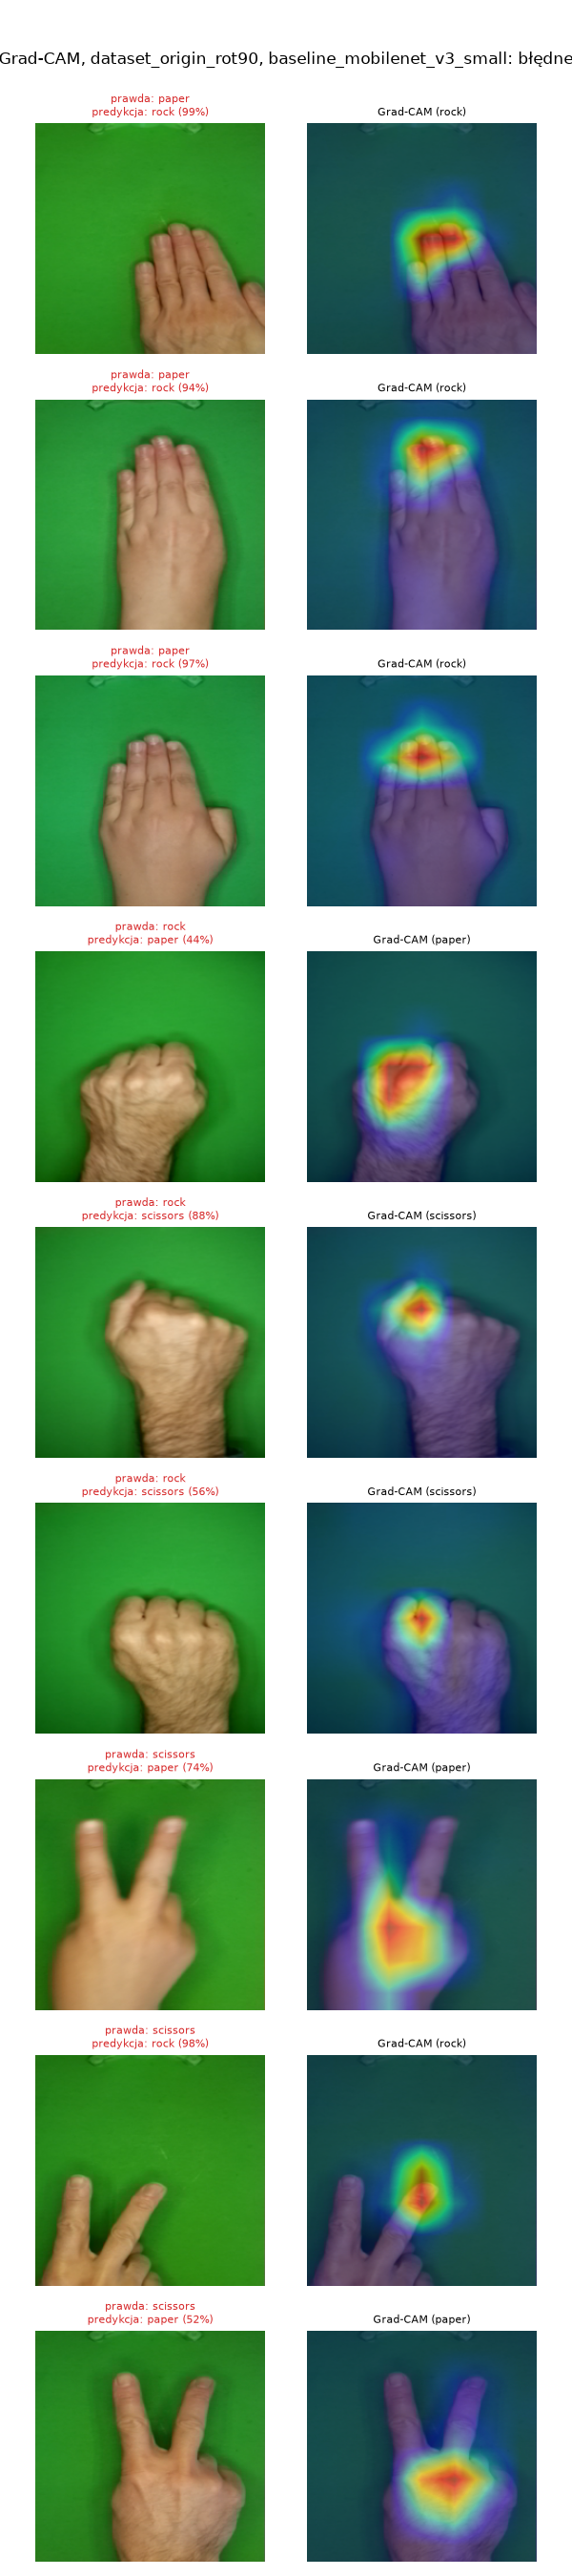 Grad-CAM, dataset_origin_rot90, baseline_mobilenet_v3_small: błędne
prawda: paper
predykcja: rock (99%)
Grad-CAM (rock)
prawda: paper
predykcja: rock (94%)
Grad-CAM (rock)
prawda: paper
predykcja: rock (97%)
Grad-CAM (rock)
prawda: rock
predykcja: paper (44%)
Grad-CAM (paper)
prawda: rock
predykcja: scissors (88%)
Grad-CAM (scissors)
prawda: rock
predykcja: scissors (56%)
Grad-CAM (scissors)
prawda: scissors
predykcja: paper (74%)
Grad-CAM (paper)
prawda: scissors
predykcja: rock (98%)
Grad-CAM (rock)
prawda: scissors
predykcja: paper (52%)
Grad-CAM (paper)